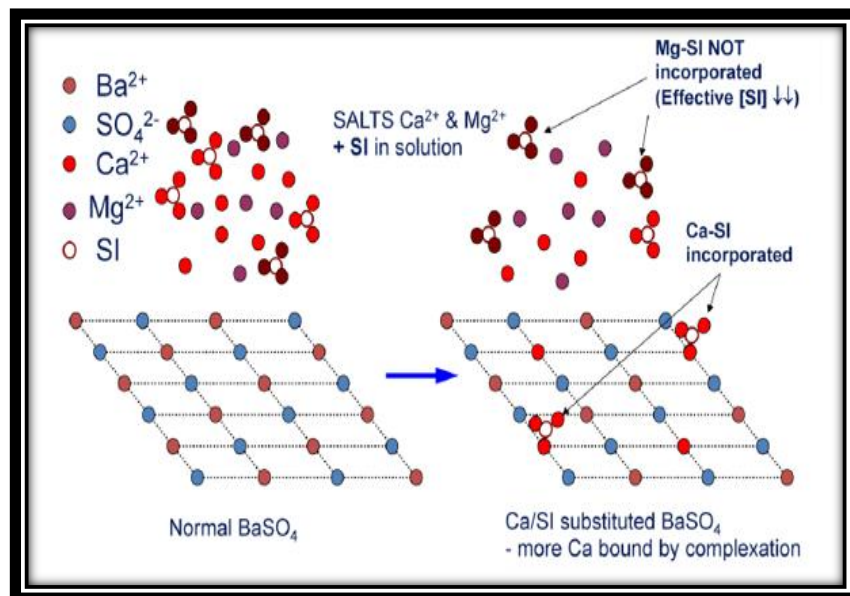 Ba²⁺
SO₄²⁻
Ca²⁺
Mg²⁺
SI
SALTS Ca²⁺ & Mg²⁺
+ SI in solution
Mg-SI NOT
incorporated
(Effective [SI] ↓↓)
Ca-SI
incorporated
Normal BaSO₄
Ca/SI substituted BaSO₄
- more Ca bound by complexation